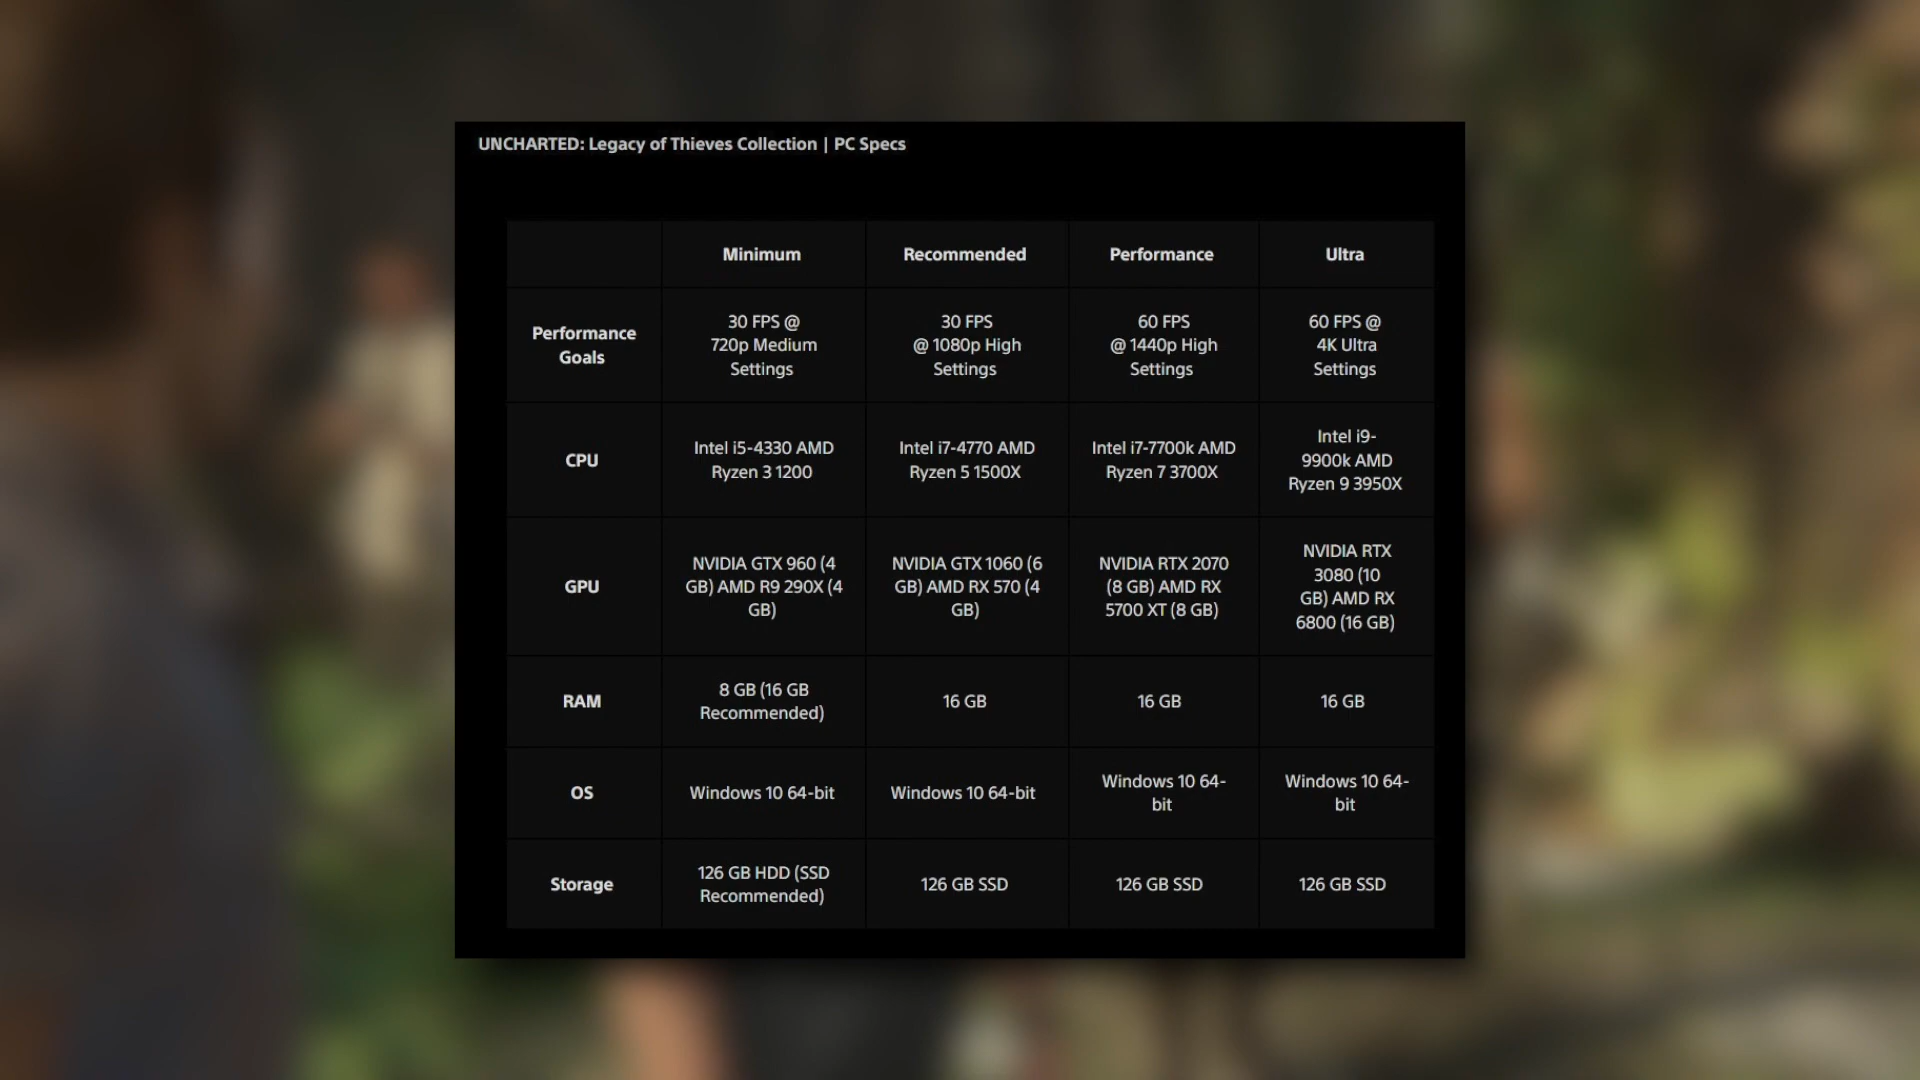 UNCHARTED: Legacy of Thieves Collection | PC Specs
Minimum
Recommended
Performance
Ultra
Performance
Goals
30 FPS @
720p Medium
Settings
30 FPS
@ 1080p High
Settings
60 FPS
@ 1440p High
Settings
60 FPS @
4K Ultra
Settings
CPU
Intel i5-4330 AMD
Ryzen 3 1200
Intel i7-4770 AMD
Ryzen 5 1500X
Intel i7-7700k AMD
Ryzen 7 3700X
Intel i9-
9900k AMD
Ryzen 9 3950X
GPU
NVIDIA GTX 960 (4
GB) AMD R9 290X (4
GB)
NVIDIA GTX 1060 (6
GB) AMD RX 570 (4
GB)
NVIDIA RTX 2070
(8 GB) AMD RX
5700 XT (8 GB)
NVIDIA RTX
3080 (10
GB) AMD RX
6800 (16 GB)
RAM
8 GB (16 GB
Recommended)
16 GB
16 GB
16 GB
OS
Windows 10 64-bit
Windows 10 64-bit
Windows 10 64-
bit
Windows 10 64-
bit
Storage
126 GB HDD (SSD
Recommended)
126 GB SSD
126 GB SSD
126 GB SSD